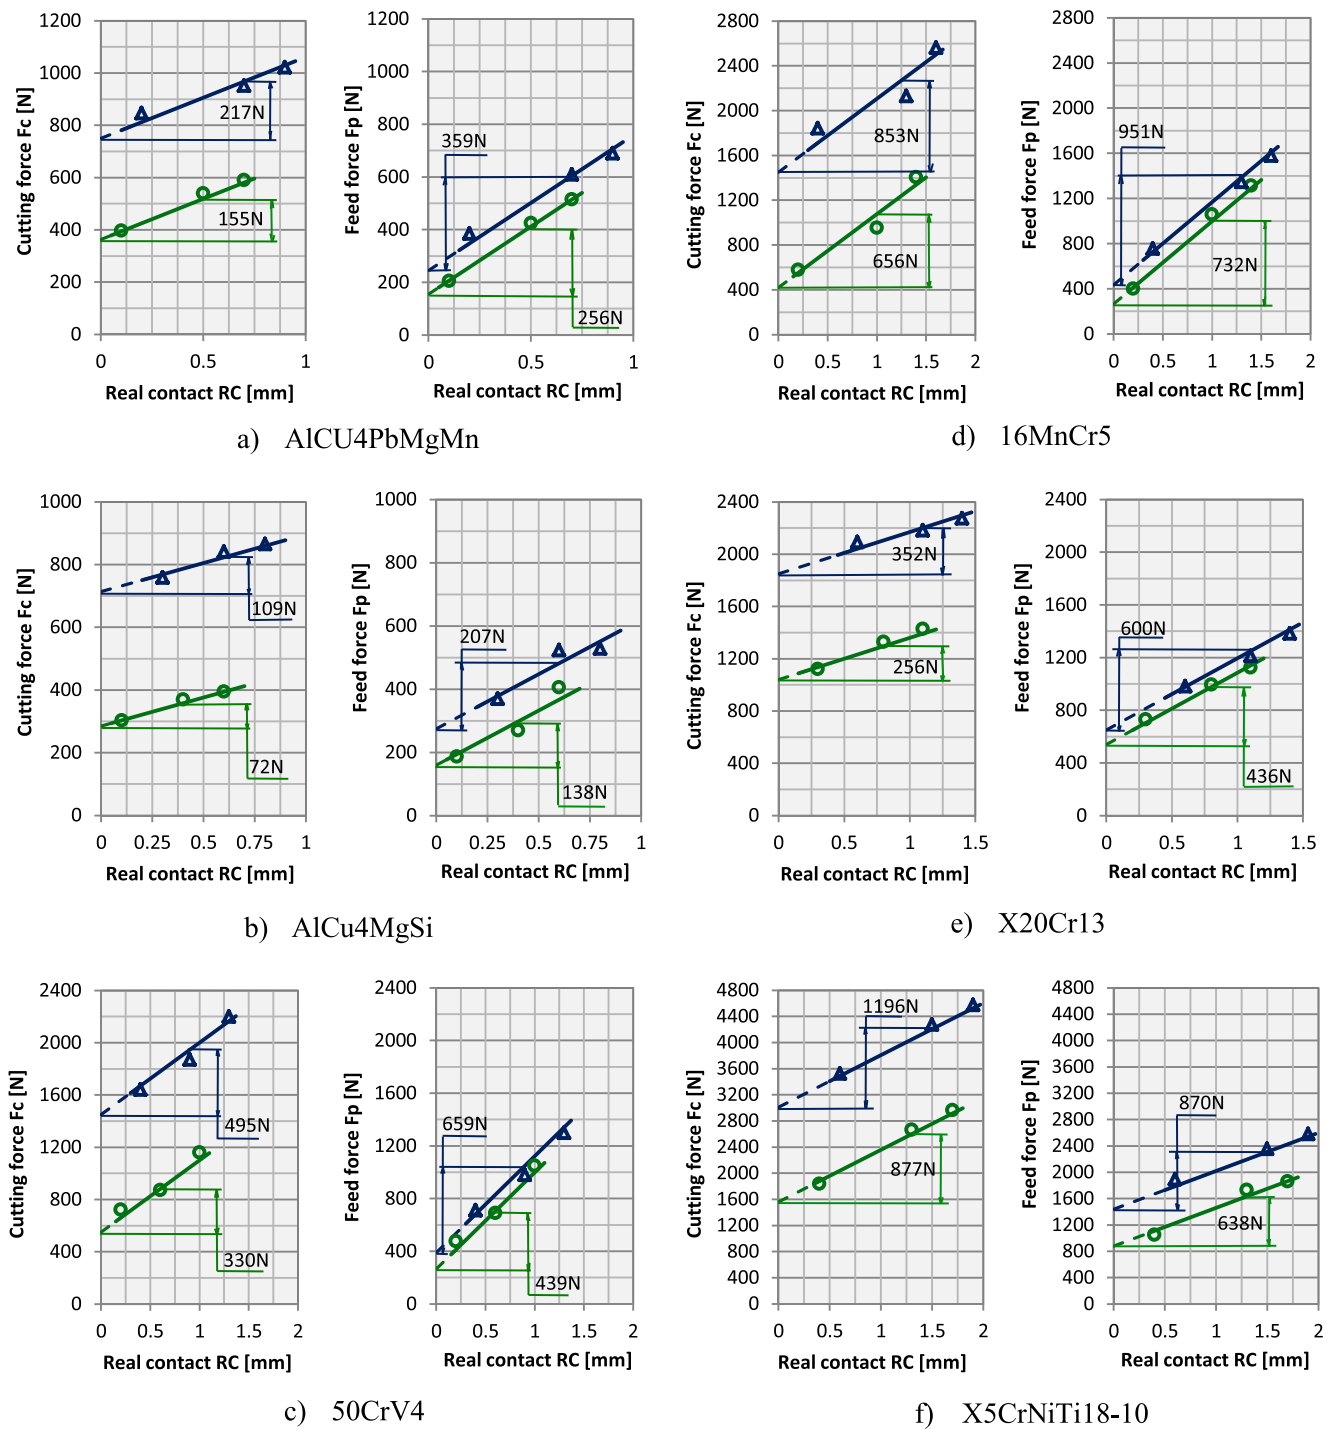 Cutting force Fc [N]
1200
1000
800
600
400
200
0
217N
155N
0 0.5 1
Real contact RC [mm]
Feed force Fp [N]
1200
1000
800
600
400
200
0
359N
256N
0 0.5 1
Real contact RC [mm]
a) AlCU4PbMgMn
Cutting force Fc [N]
2800
2400
2000
1600
1200
800
400
0
853N
656N
0 0.5 1 1.5 2
Real contact RC [mm]
Feed force Fp [N]
2800
2400
2000
1600
1200
800
400
0
951N
732N
0 0.5 1 1.5 2
Real contact RC [mm]
d) 16MnCr5
Cutting force Fc [N]
1000
800
600
400
200
0
109N
72N
0 0.25 0.5 0.75 1
Real contact RC [mm]
Feed force Fp [N]
1000
800
600
400
200
0
207N
138N
0 0.25 0.5 0.75 1
Real contact RC [mm]
b) AlCu4MgSi
Cutting force Fc [N]
2400
2000
1600
1200
800
400
0
352N
256N
0 0.5 1 1.5
Real contact RC [mm]
Feed force Fp [N]
2400
2000
1600
1200
800
400
0
600N
436N
0 0.5 1 1.5
Real contact RC [mm]
e) X20Cr13
Cutting force Fc [N]
2400
2000
1600
1200
800
400
0
495N
330N
0 0.5 1 1.5 2
Real contact RC [mm]
Feed force Fp [N]
2400
2000
1600
1200
800
400
0
659N
439N
0 0.5 1 1.5 2
Real contact RC [mm]
c) 50CrV4
Cutting force Fc [N]
4800
4400
4000
3600
3200
2800
2400
2000
1600
1200
800
400
0
1196N
877N
0 0.5 1 1.5 2
Real contact RC [mm]
Feed force Fp [N]
4800
4400
4000
3600
3200
2800
2400
2000
1600
1200
800
400
0
870N
638N
0 0.5 1 1.5 2
Real contact RC [mm]
f) X5CrNiTi18-10